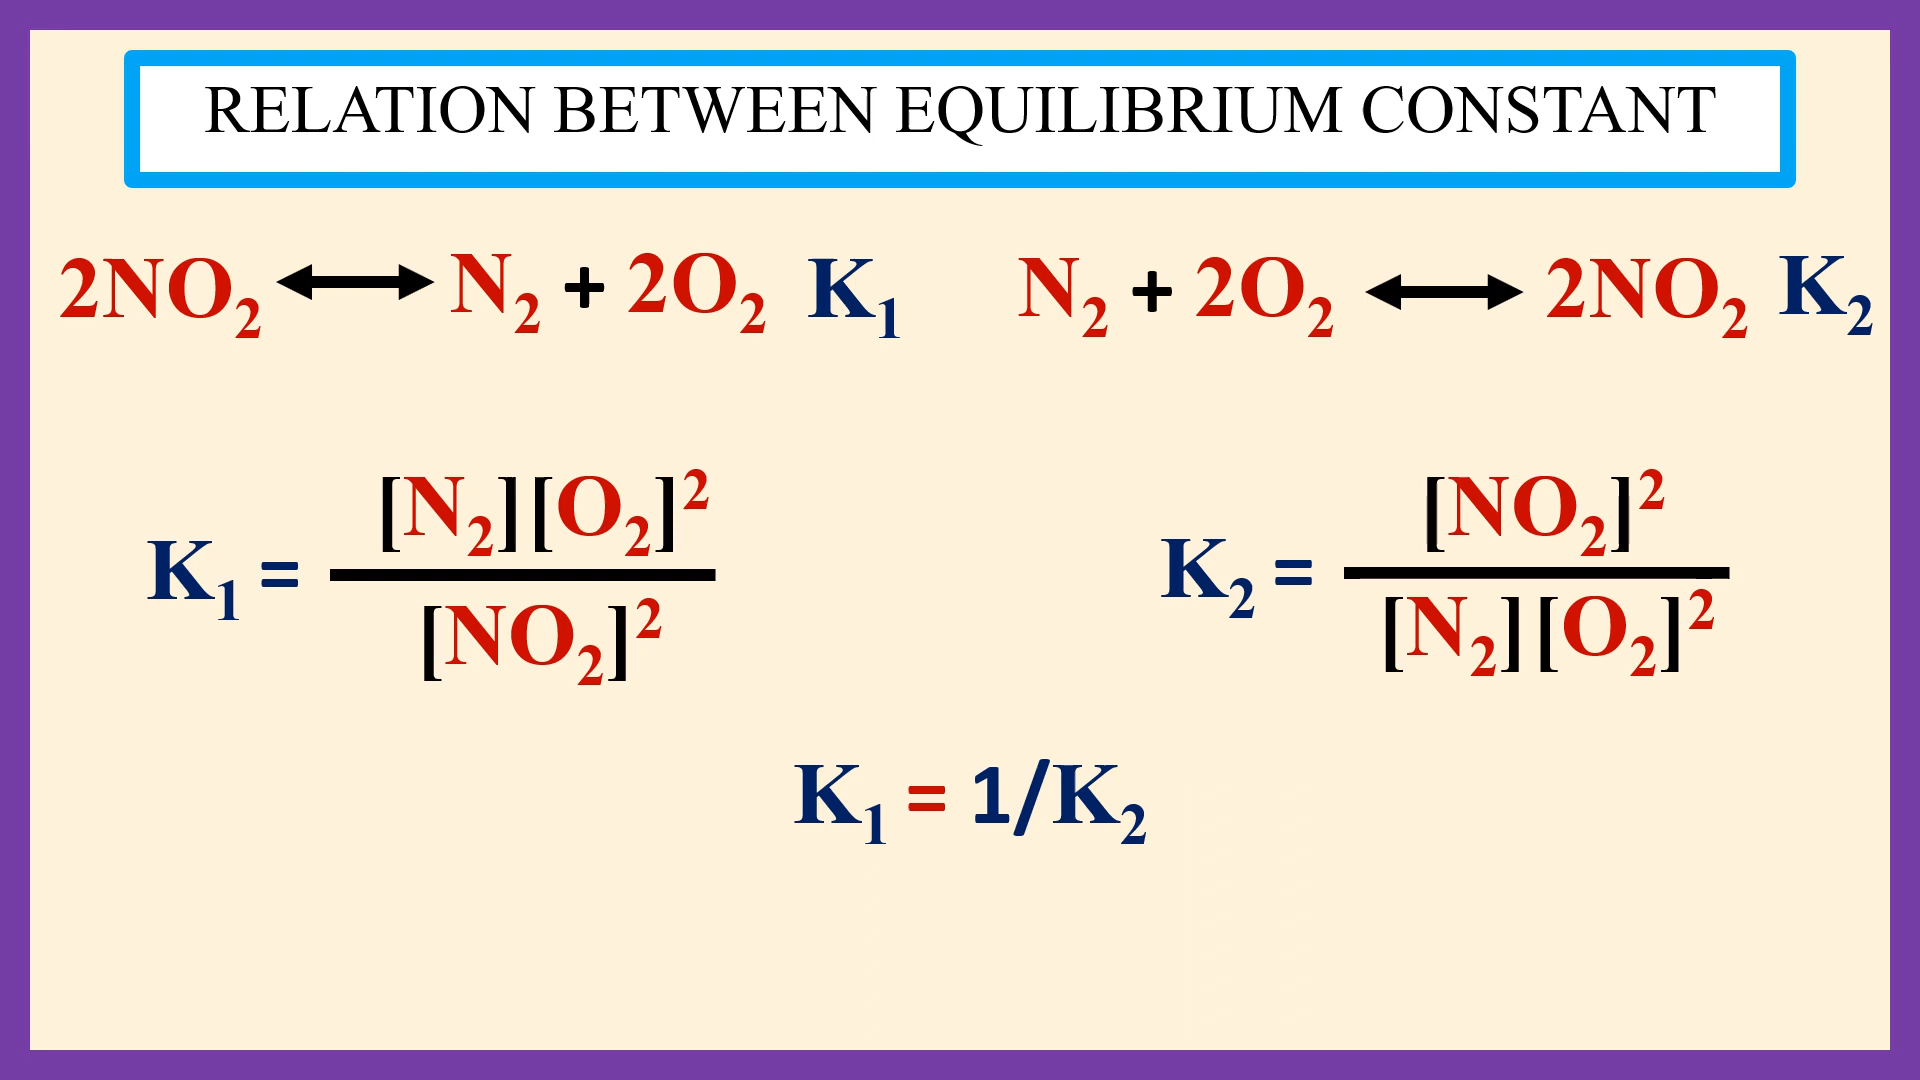 RELATION BETWEEN EQUILIBRIUM CONSTANT
2NO₂ ⟷ N₂ + 2O₂ K₁
N₂ + 2O₂ ⟷ 2NO₂ K₂
K₁ = [N₂][O₂]² / [NO₂]²
K₂ = [NO₂]² / [N₂][O₂]²
K₁ = 1/K₂